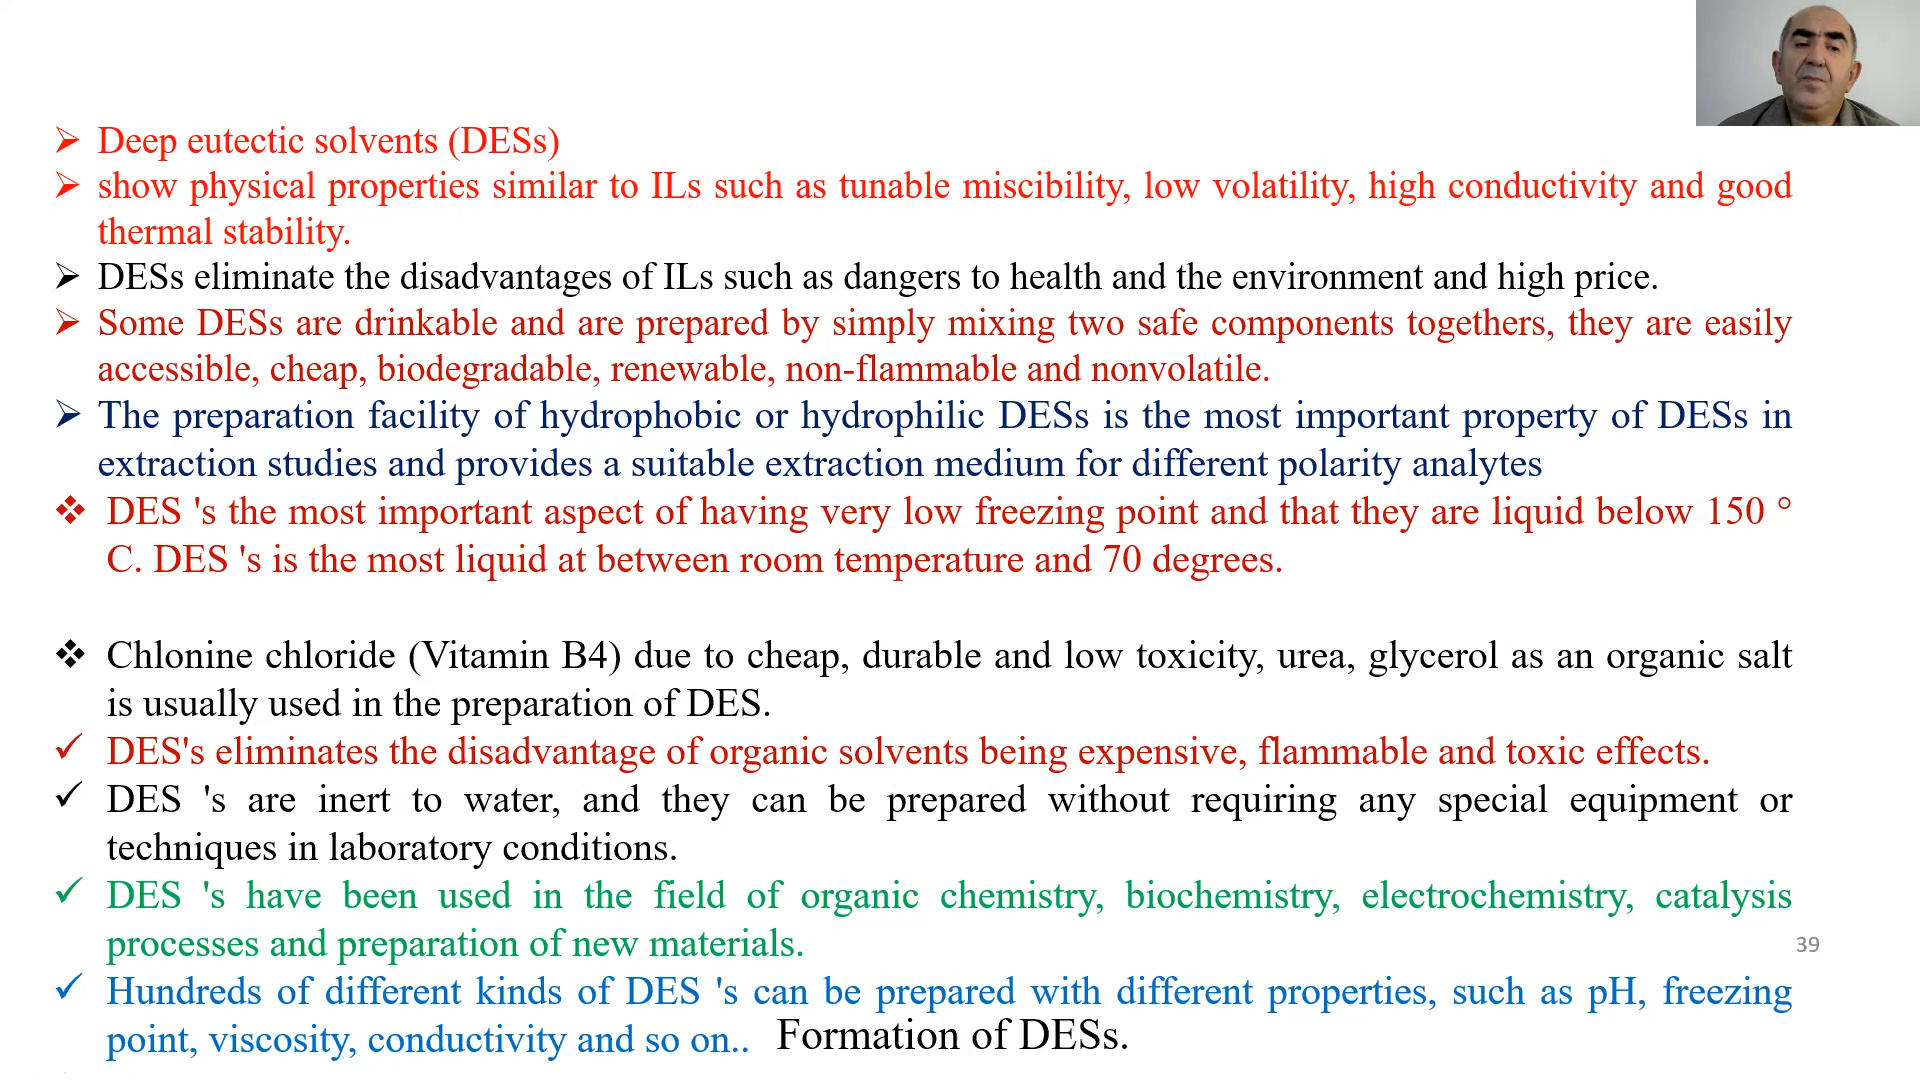 Deep eutectic solvents (DESs)
show physical properties similar to ILs such as tunable miscibility, low volatility, high conductivity and good
thermal stability.
DESs eliminate the disadvantages of ILs such as dangers to health and the environment and high price.
Some DESs are drinkable and are prepared by simply mixing two safe components togethers, they are easily
accessible, cheap, biodegradable, renewable, non-flammable and nonvolatile.
The preparation facility of hydrophobic or hydrophilic DESs is the most important property of DESs in
extraction studies and provides a suitable extraction medium for different polarity analytes
DES 's the most important aspect of having very low freezing point and that they are liquid below 150 °
C. DES 's is the most liquid at between room temperature and 70 degrees.
Chlonine chloride (Vitamin B4) due to cheap, durable and low toxicity, urea, glycerol as an organic salt
is usually used in the preparation of DES.
DES's eliminates the disadvantage of organic solvents being expensive, flammable and toxic effects.
DES 's are inert to water, and they can be prepared without requiring any special equipment or
techniques in laboratory conditions.
DES 's have been used in the field of organic chemistry, biochemistry, electrochemistry, catalysis
processes and preparation of new materials.
39
Hundreds of different kinds of DES 's can be prepared with different properties, such as pH, freezing
point, viscosity, conductivity and so on..
Formation of DESs.